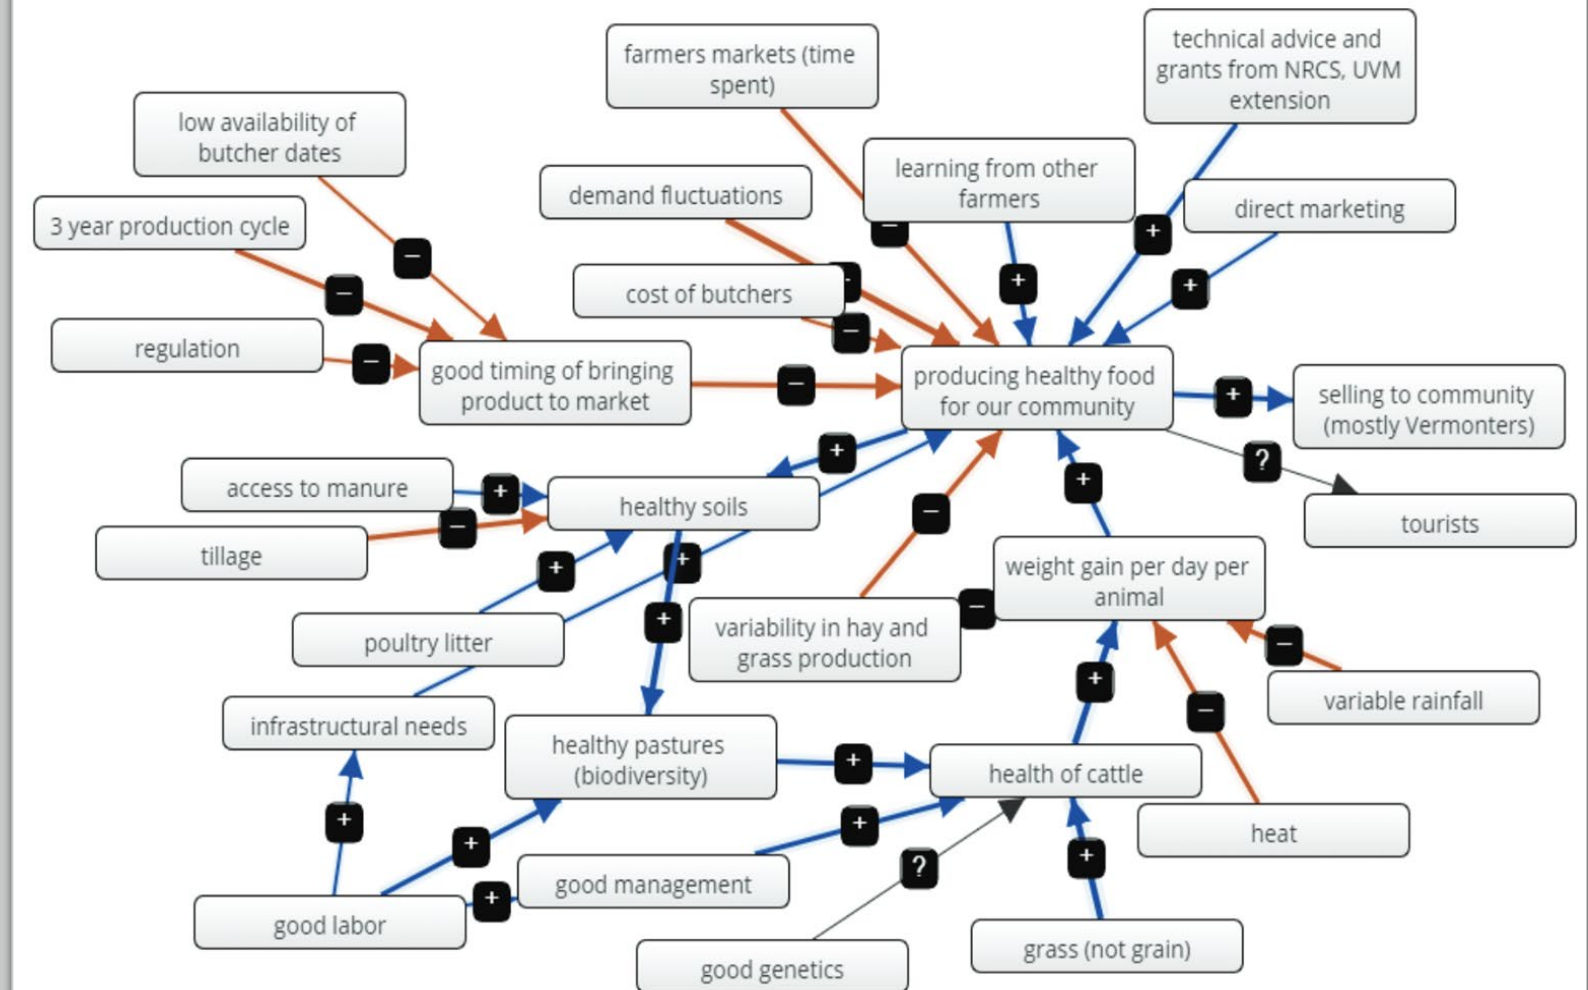 farmers markets (time
spent)
technical advice and
grants from NRCS, UVM
extension
low availability of
butcher dates
learning from other
farmers
demand fluctuations
direct marketing
3 year production cycle
−
+
−
cost of butchers
−
+
+
−
−
regulation
−
good timing of bringing
product to market
−
producing healthy food
for our community
+
selling to community
(mostly Vermonters)
+
?
access to manure
+
healthy soils
−
+
tourists
tillage
−
+
+
weight gain per day per
animal
poultry litter
+
variability in hay and
grass production
−
−
+
variable rainfall
infrastructural needs
−
healthy pastures
(biodiversity)
+
health of cattle
+
+
+
heat
?
+
good management
+
good labor
good genetics
grass (not grain)